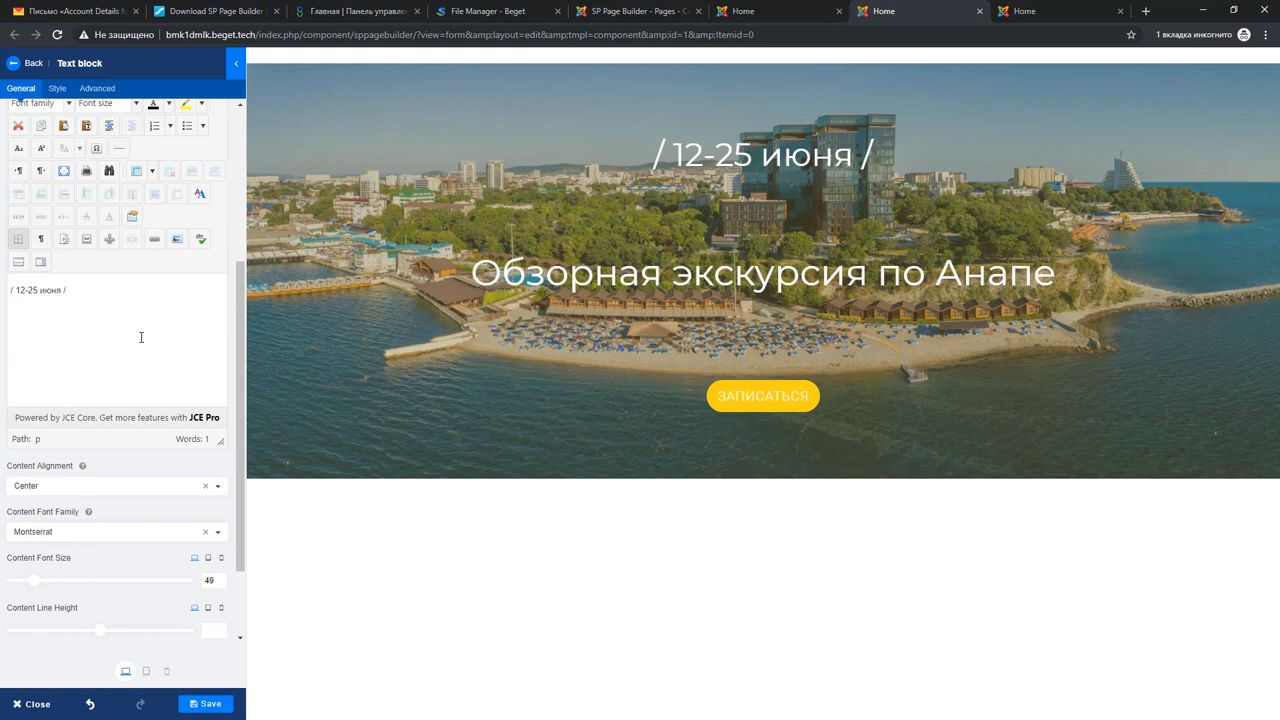 Письмо «Account Details fo
Download SP Page Builder |
Главная | Панель управле
File Manager - Beget
SP Page Builder - Pages - C
Home
Home
Home
Не защищено
bmk1dmlk.beget.tech/index.php/component/sppagebuilder/?view=form&amp;layout=edit&amp;tmpl=component&amp;id=1&amp;Itemid=0
1 вкладка инкогнито
Back
Text block
General
Style
Advanced
Font family
Font size
/ 12-25 июня /
Powered by JCE Core. Get more features with JCE Pro
Path: p
Words: 1
Content Alignment
Center
Content Font Family
Montserrat
Content Font Size
49
Content Line Height
Close
Save
/ 12-25 июня /
Обзорная экскурсия по Анапе
ЗАПИСАТЬСЯ